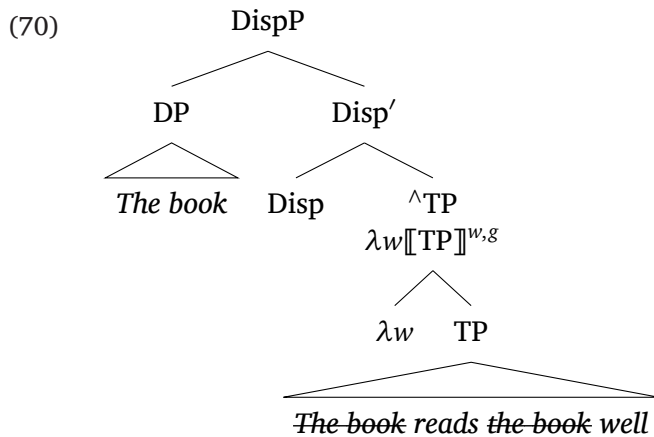 (70) DispP
DP Disp′
The book Disp ^TP
λw⟦TP⟧^{w,g}
λw TP
~~The book~~ reads ~~the book~~ well